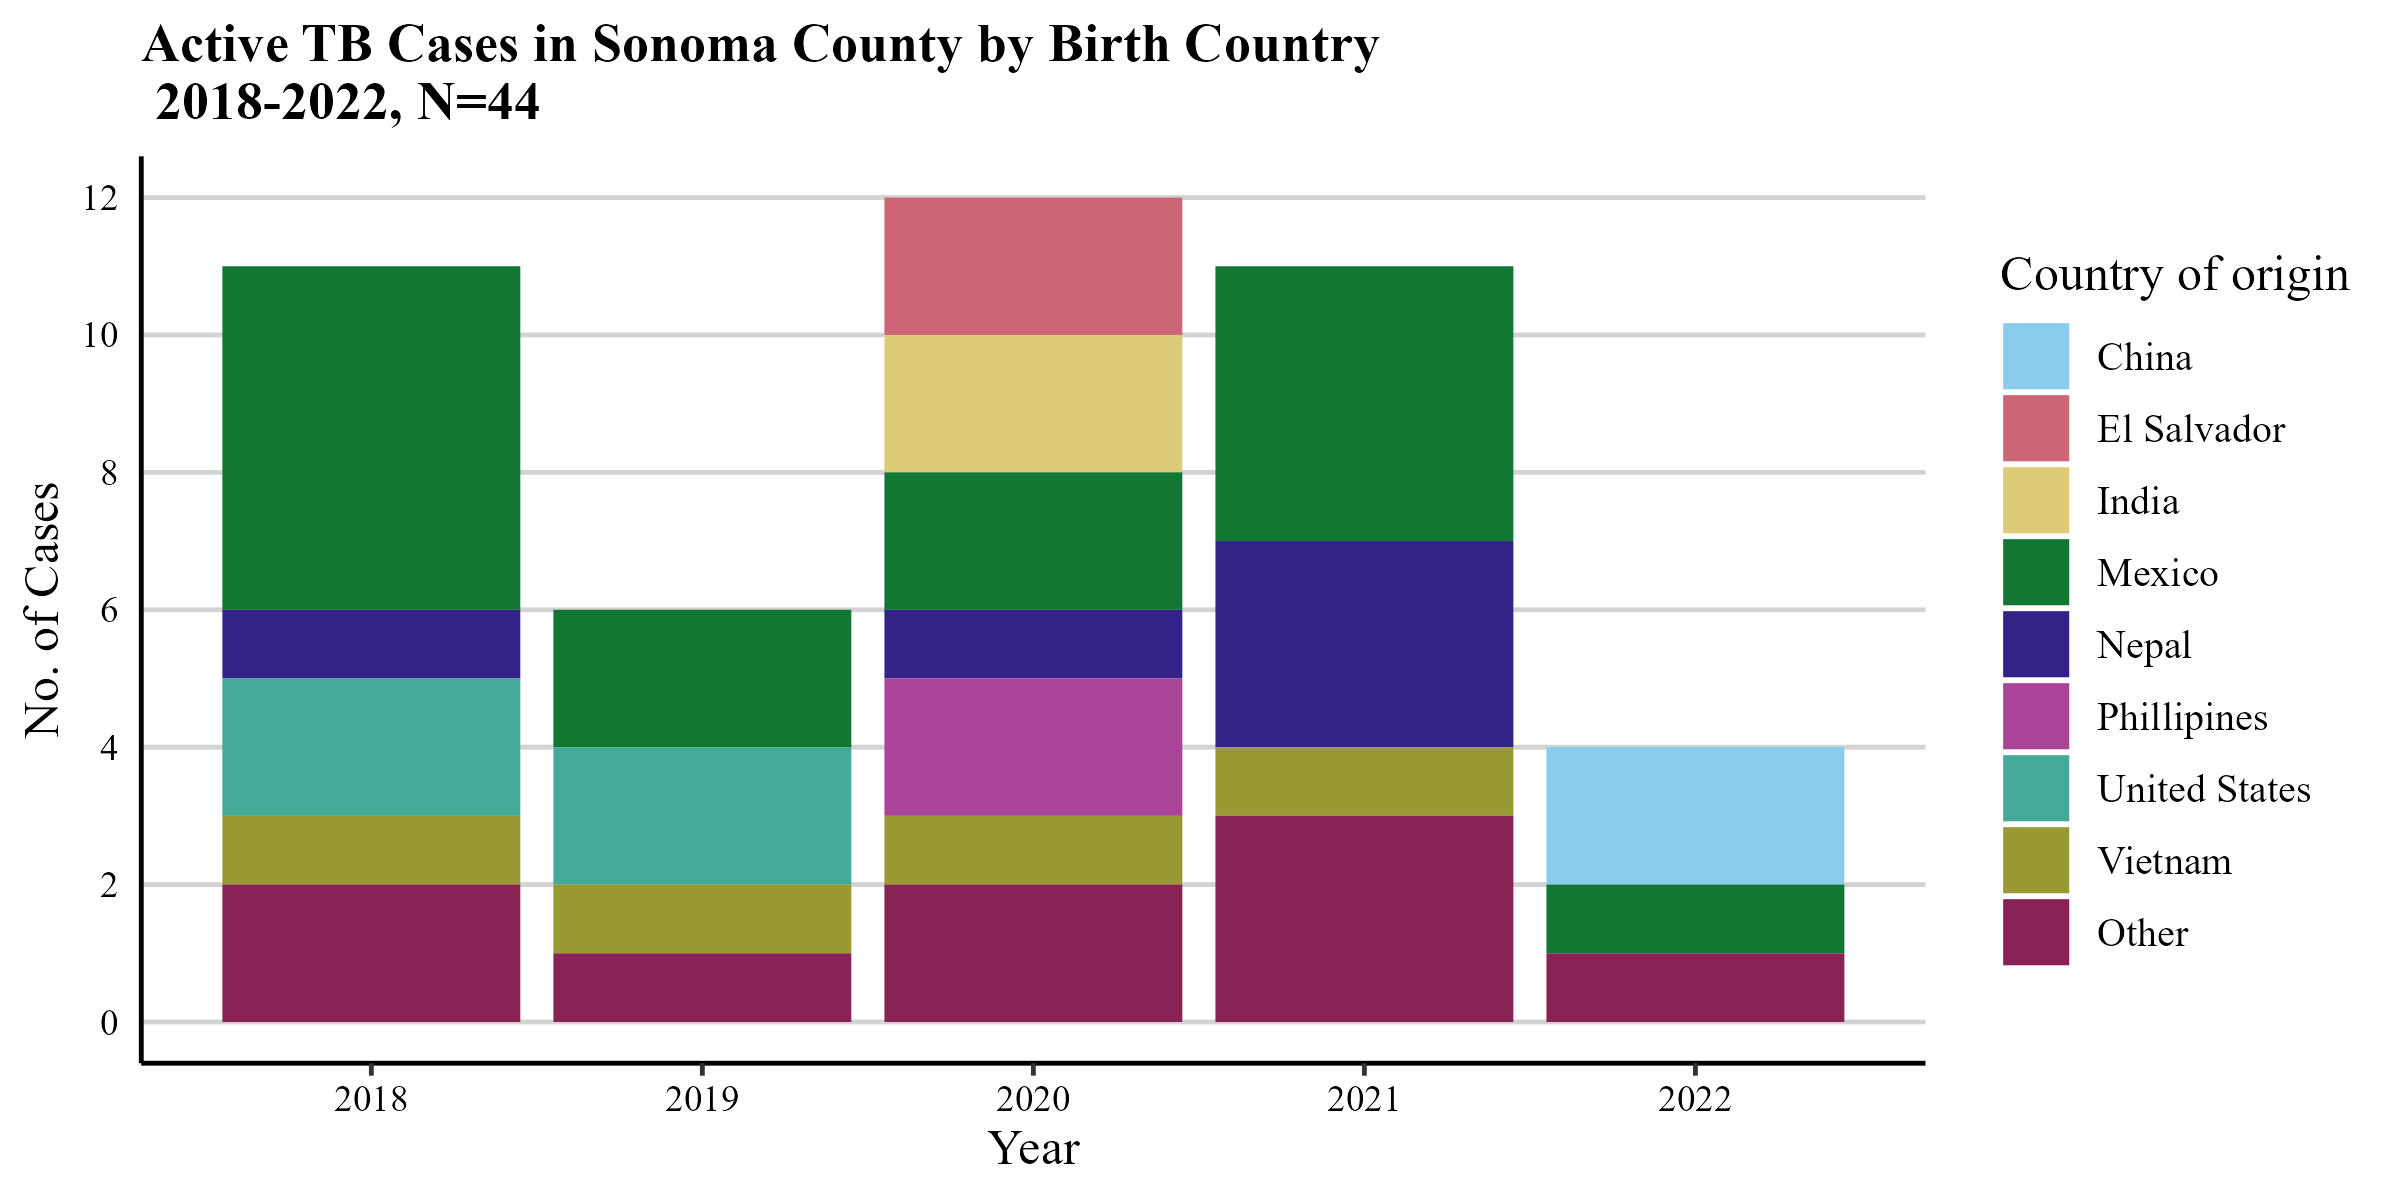 Active TB Cases in Sonoma County by Birth Country
2018-2022, N=44
12
10
8
6
4
2
0
No. of Cases
2018 2019 2020 2021 2022
Year
Country of origin
China
El Salvador
India
Mexico
Nepal
Phillipines
United States
Vietnam
Other